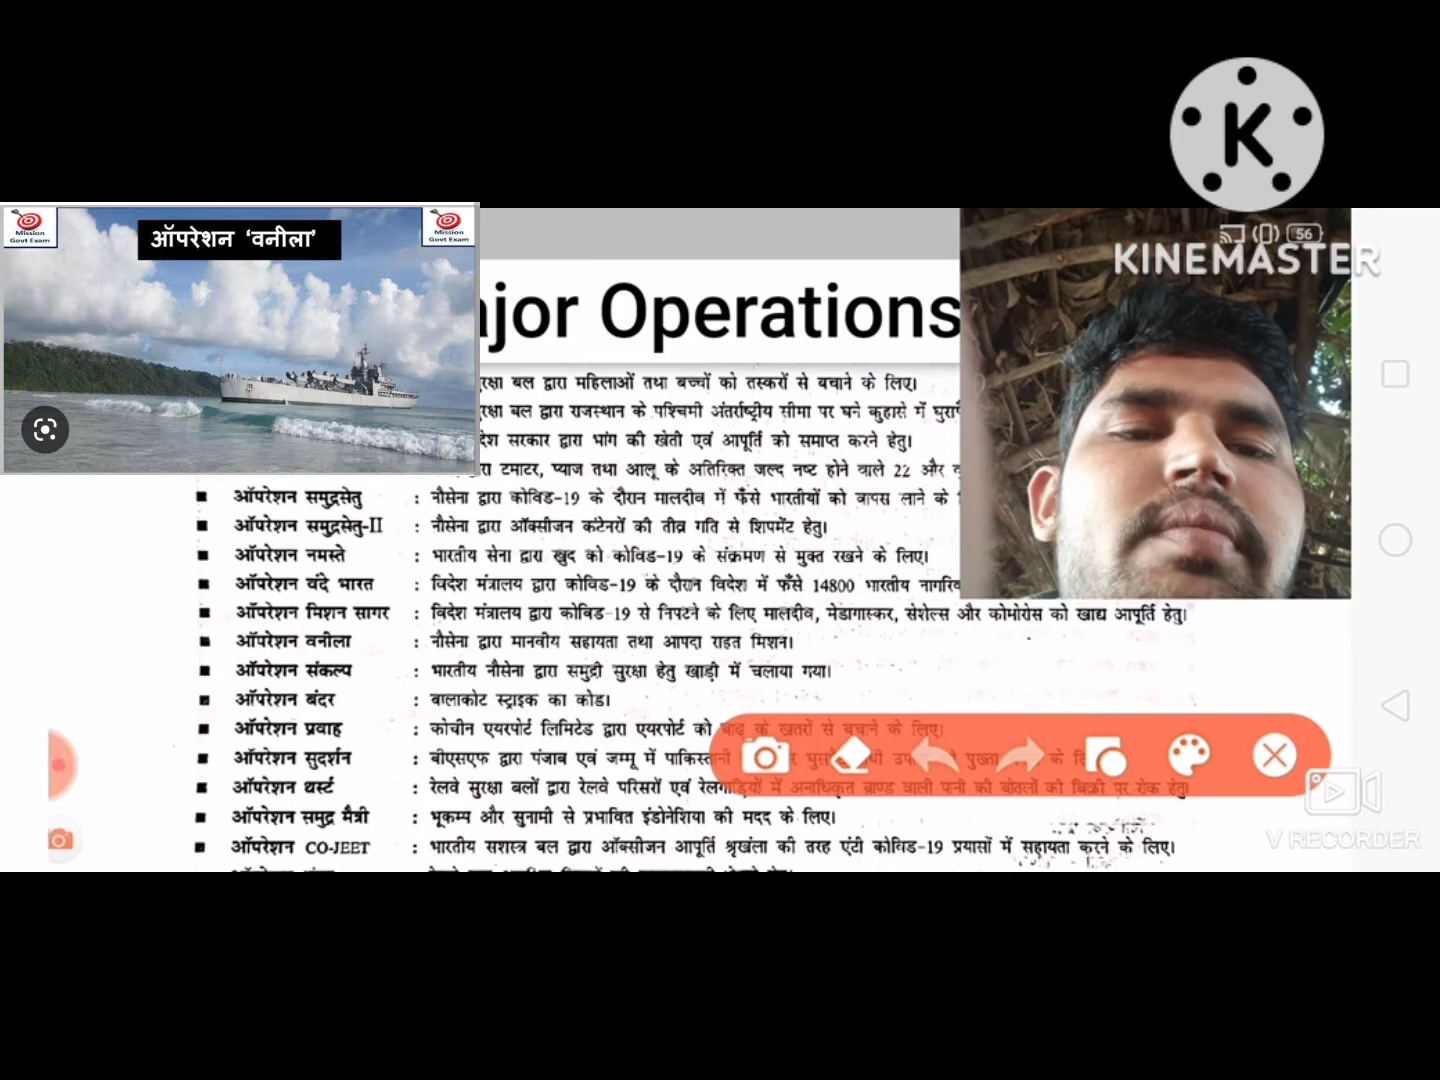 K
56
KINEMASTER
Mission
Govt Exam
ऑपरेशन ‘वनीला’
Mission
Govt Exam
ajor Operations
रक्षा बल द्वारा महिलाओं तथा बच्चों को तस्करों से बचाने के लिए।
रक्षा बल द्वारा राजस्थान के पश्चिमी अंतर्राष्ट्रीय सीमा पर घने कुहासे में
देश सरकार द्वारा भांग की खेती एवं आपूर्ति को समाप्त करने हेतु।
रा टमाटर, प्याज तथा आलू के अतिरिक्त जल्द नष्ट होने वाले 22 और
■ ऑपरेशन समुद्रसेतु : नौसेना द्वारा कोविड-19 के दौरान मालदीव में फँसे भारतीयों को वापस लाने के
■ ऑपरेशन समुद्रसेतु-II : नौसेना द्वारा ऑक्सीजन कंटेनरों की तीव्र गति से शिपमेंट हेतु।
■ ऑपरेशन नमस्ते : भारतीय सेना द्वारा खुद को कोविड-19 के संक्रमण से मुक्त रखने के लिए।
■ ऑपरेशन वंदे भारत : विदेश मंत्रालय द्वारा कोविड-19 के दौरान विदेश में फँसे 14800 भारतीय
■ ऑपरेशन मिशन सागर : विदेश मंत्रालय द्वारा कोविड-19 से निपटने के लिए मालदीव, मेडागास्कर, सेशेल्स और कोमोरोस को खाद्य आपूर्ति हेतु।
■ ऑपरेशन वनीला : नौसेना द्वारा मानवीय सहायता तथा आपदा राहत मिशन।
■ ऑपरेशन संकल्प : भारतीय नौसेना द्वारा समुद्री सुरक्षा हेतु खाड़ी में चलाया गया।
■ ऑपरेशन बंदर : बालाकोट स्ट्राइक का कोड।
■ ऑपरेशन प्रवाह : कोचीन एयरपोर्ट लिमिटेड द्वारा एयरपोर्ट को बाढ़ के खतरों से बचाने के लिए।
■ ऑपरेशन सुदर्शन : बीएसएफ द्वारा पंजाब एवं जम्मू में पुख्ता के
■ ऑपरेशन थर्स्ट : रेलवे सुरक्षा बलों द्वारा रेलवे परिसरों एवं रेलगाड़ियों में अनाधिकृत ब्राण्ड वाली पानी की बोतलों की बिक्री पर रोक हेतु।
■ ऑपरेशन समुद्र मैत्री : भूकम्प और सुनामी से प्रभावित इंडोनेशिया की मदद के लिए।
■ ऑपरेशन CO-JEET : भारतीय सशस्त्र बल द्वारा ऑक्सीजन आपूर्ति श्रृखंला की तरह एंटी कोविड-19 प्रयासों में सहायता करने के लिए।
V RECORDER